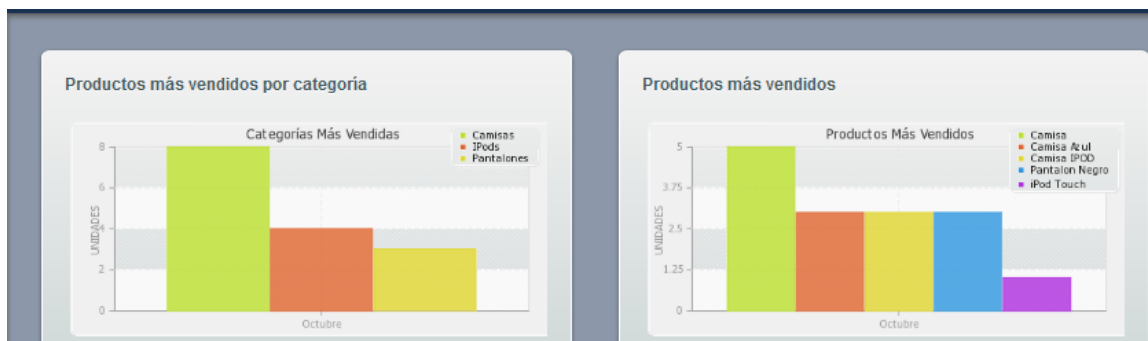 Productos más vendidos por categoría
Categorías Más Vendidas
Camisas
IPods
Pantalones
8
6
4
2
0
UNIDADES
Octubre
Productos más vendidos
Productos Más Vendidos
Camisa
Camisa Azul
Camisa IPOD
Pantalon Negro
iPod Touch
5
3.75
2.5
1.25
0
UNIDADES
Octubre